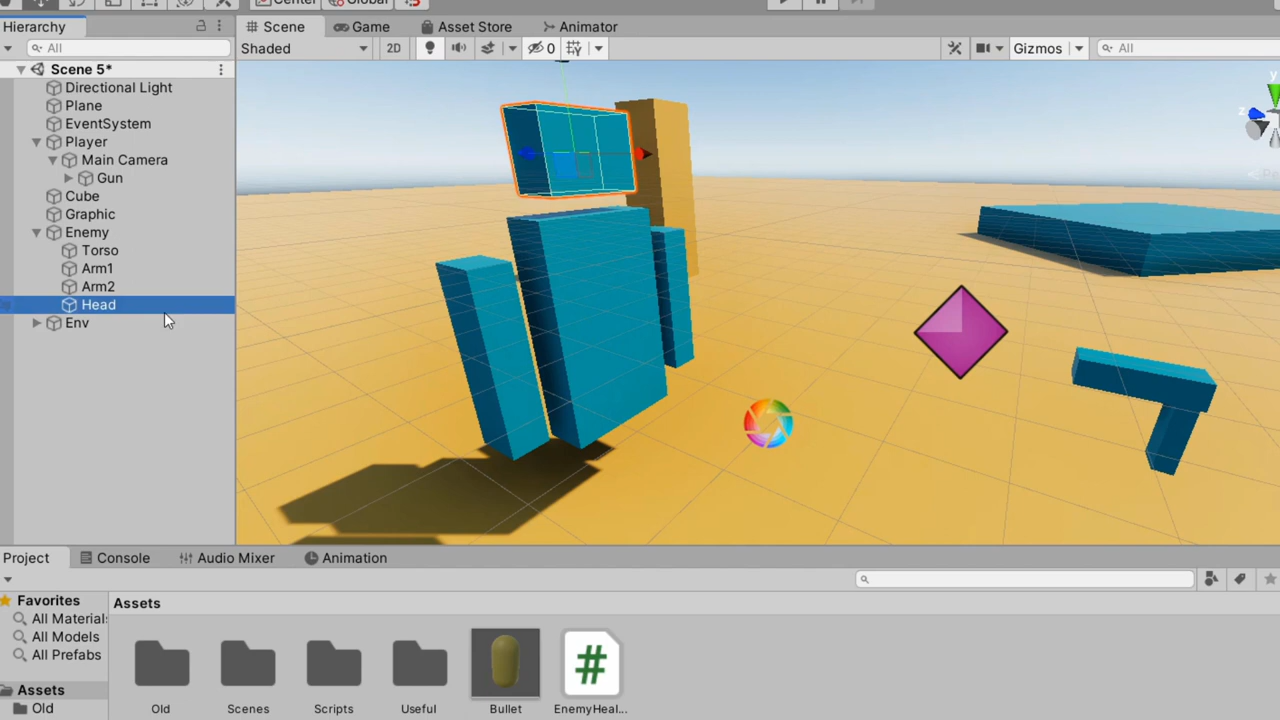 Center
Global
Hierarchy
Scene
Game
Asset Store
Animator
All
Shaded
2D
0
Gizmos
All
Scene 5*
Directional Light
Plane
EventSystem
Player
Main Camera
Gun
Cube
Graphic
Enemy
Torso
Arm1
Arm2
Head
Env
y
z
Project
Console
Audio Mixer
Animation
Favorites
All Materials
All Models
All Prefabs
Assets
Old
Assets
Old
Scenes
Scripts
Useful
Bullet
#
EnemyHeal...